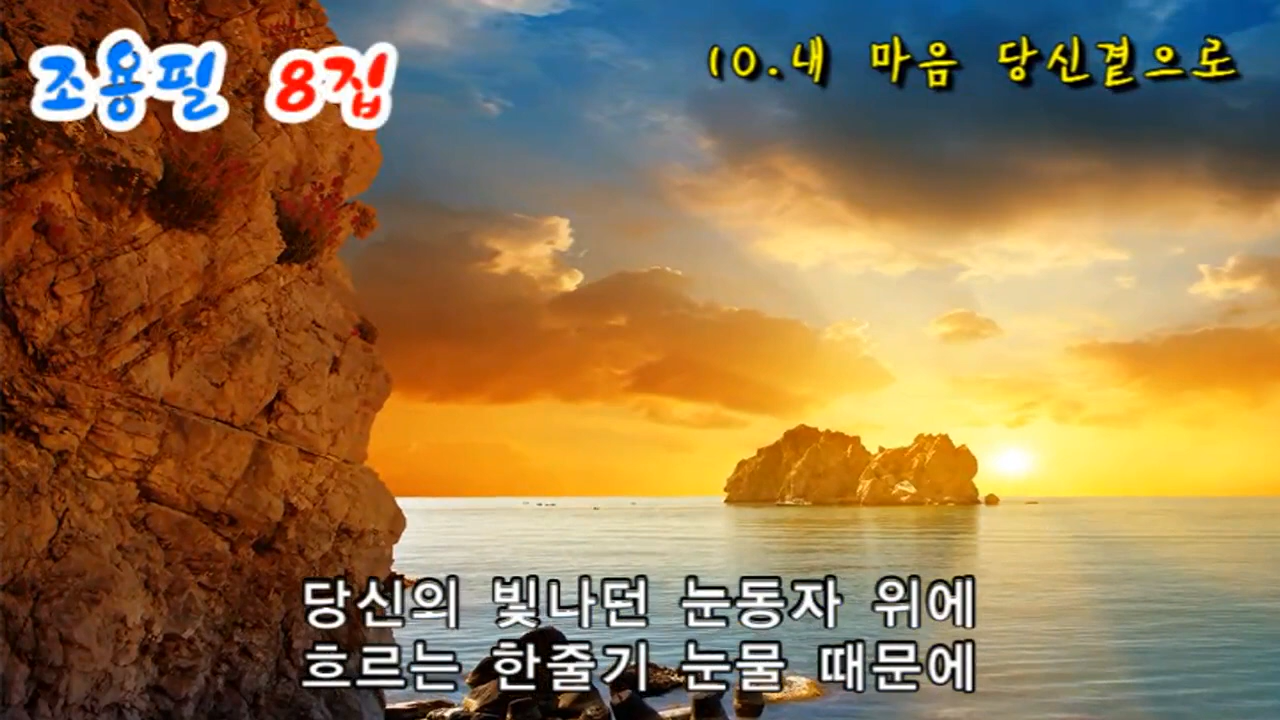 조용필 8집
10.내 마음 당신곁으로
당신의 빛나던 눈동자 위에
흐르는 한줄기 눈물 때문에